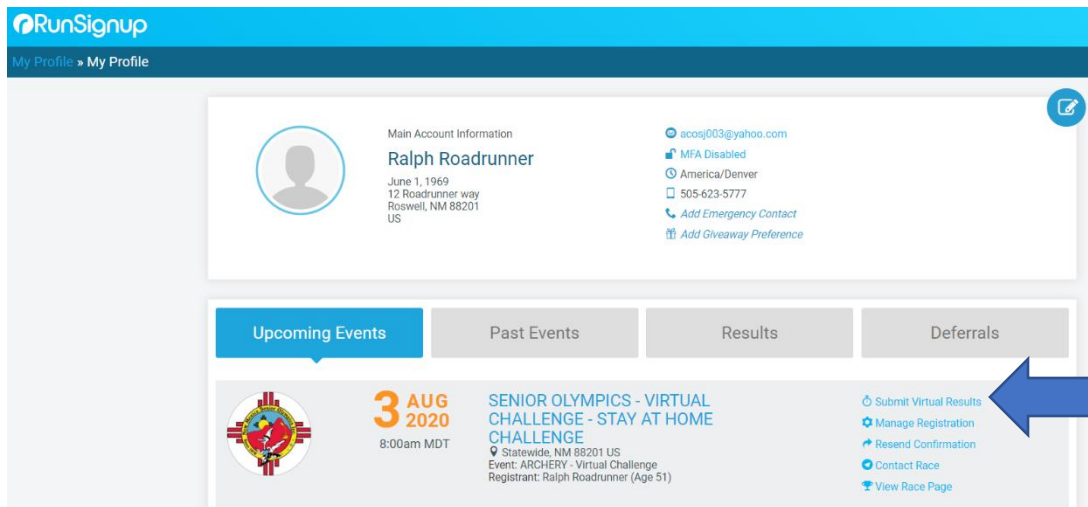 RunSignup
My Profile » My Profile
Main Account Information
Ralph Roadrunner
June 1, 1969
12 Roadrunner way
Roswell, NM 88201
US
acosj003@yahoo.com
MFA Disabled
America/Denver
505-623-5777
Add Emergency Contact
Add Giveaway Preference
Upcoming Events
Past Events
Results
Deferrals
3 AUG
2020
8:00am MDT
SENIOR OLYMPICS - VIRTUAL
CHALLENGE - STAY AT HOME
CHALLENGE
Statewide, NM 88201 US
Event: ARCHERY - Virtual Challenge
Registrant: Ralph Roadrunner (Age 51)
Submit Virtual Results
Manage Registration
Resend Confirmation
Contact Race
View Race Page